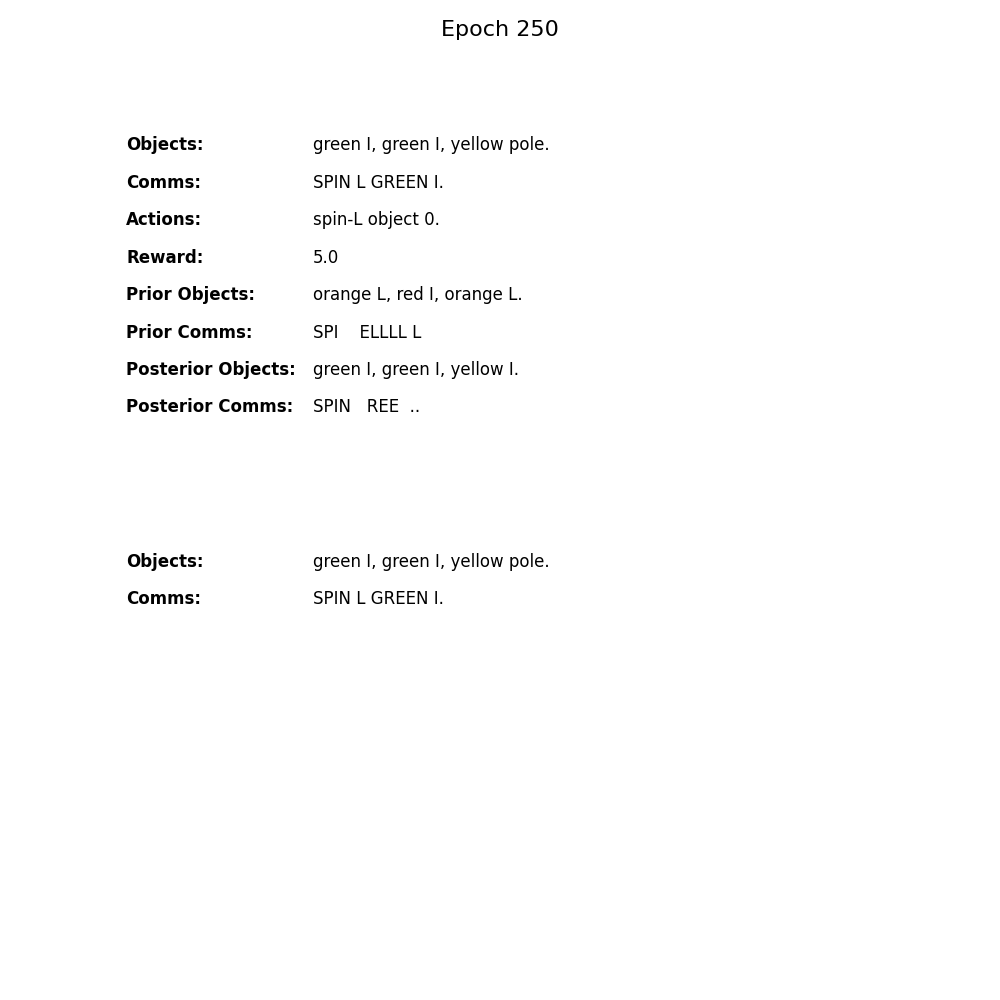 Epoch 250
Objects: green I, green I, yellow pole.
Comms: SPIN L GREEN I.
Actions: spin-L object 0.
Reward: 5.0
Prior Objects: orange L, red I, orange L.
Prior Comms: SPI    ELLLL L
Posterior Objects: green I, green I, yellow I.
Posterior Comms: SPIN   REE  ..
Objects: green I, green I, yellow pole.
Comms: SPIN L GREEN I.